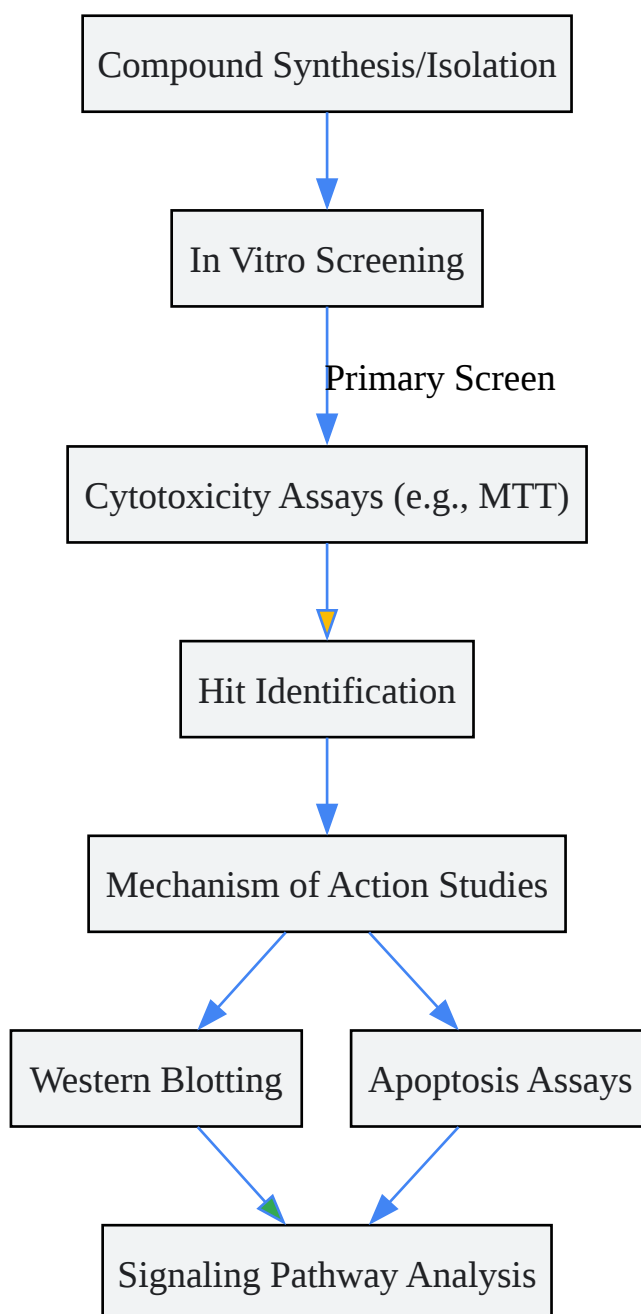 Compound Synthesis/Isolation
In Vitro Screening
Primary Screen
Cytotoxicity Assays (e.g., MTT)
Hit Identification
Mechanism of Action Studies
Western Blotting
Apoptosis Assays
Signaling Pathway Analysis